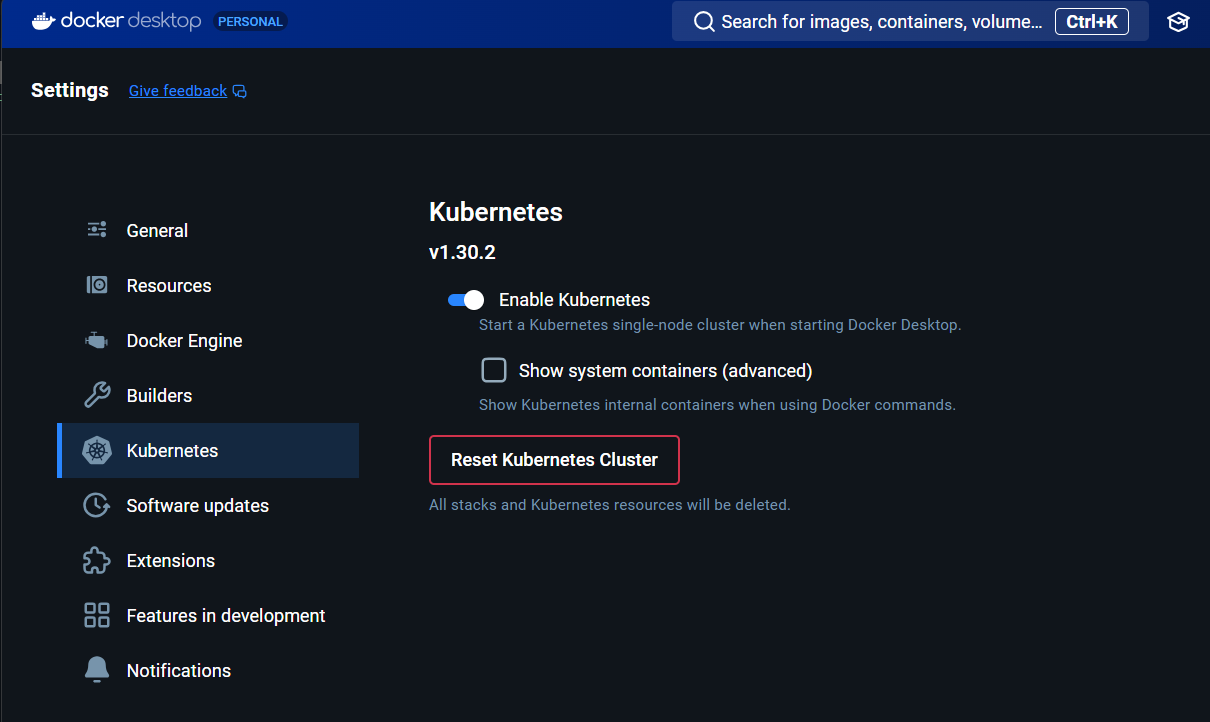 docker desktop PERSONAL
Search for images, containers, volume... Ctrl+K
Settings Give feedback
General
Resources
Docker Engine
Builders
Kubernetes
Software updates
Extensions
Features in development
Notifications
Kubernetes
v1.30.2
Enable Kubernetes
Start a Kubernetes single-node cluster when starting Docker Desktop.
Show system containers (advanced)
Show Kubernetes internal containers when using Docker commands.
Reset Kubernetes Cluster
All stacks and Kubernetes resources will be deleted.